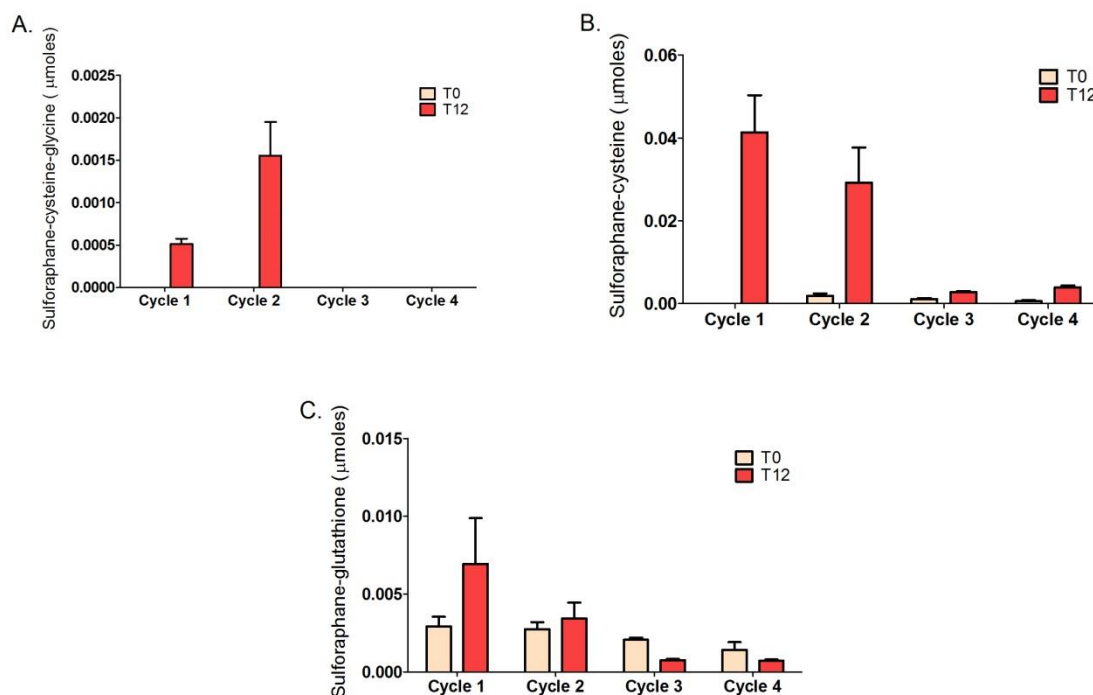 A.
Sulforaphane-cysteine-glycine ( μmoles)
0.0025
0.0020
0.0015
0.0010
0.0005
0.0000
T0
T12
Cycle 1 Cycle 2 Cycle 3 Cycle 4
B.
Sulforaphane-cysteine ( μmoles)
0.06
0.04
0.02
0.00
T0
T12
Cycle 1 Cycle 2 Cycle 3 Cycle 4
C.
Sulforaphane-glutathione (μmoles)
0.015
0.010
0.005
0.000
T0
T12
Cycle 1 Cycle 2 Cycle 3 Cycle 4